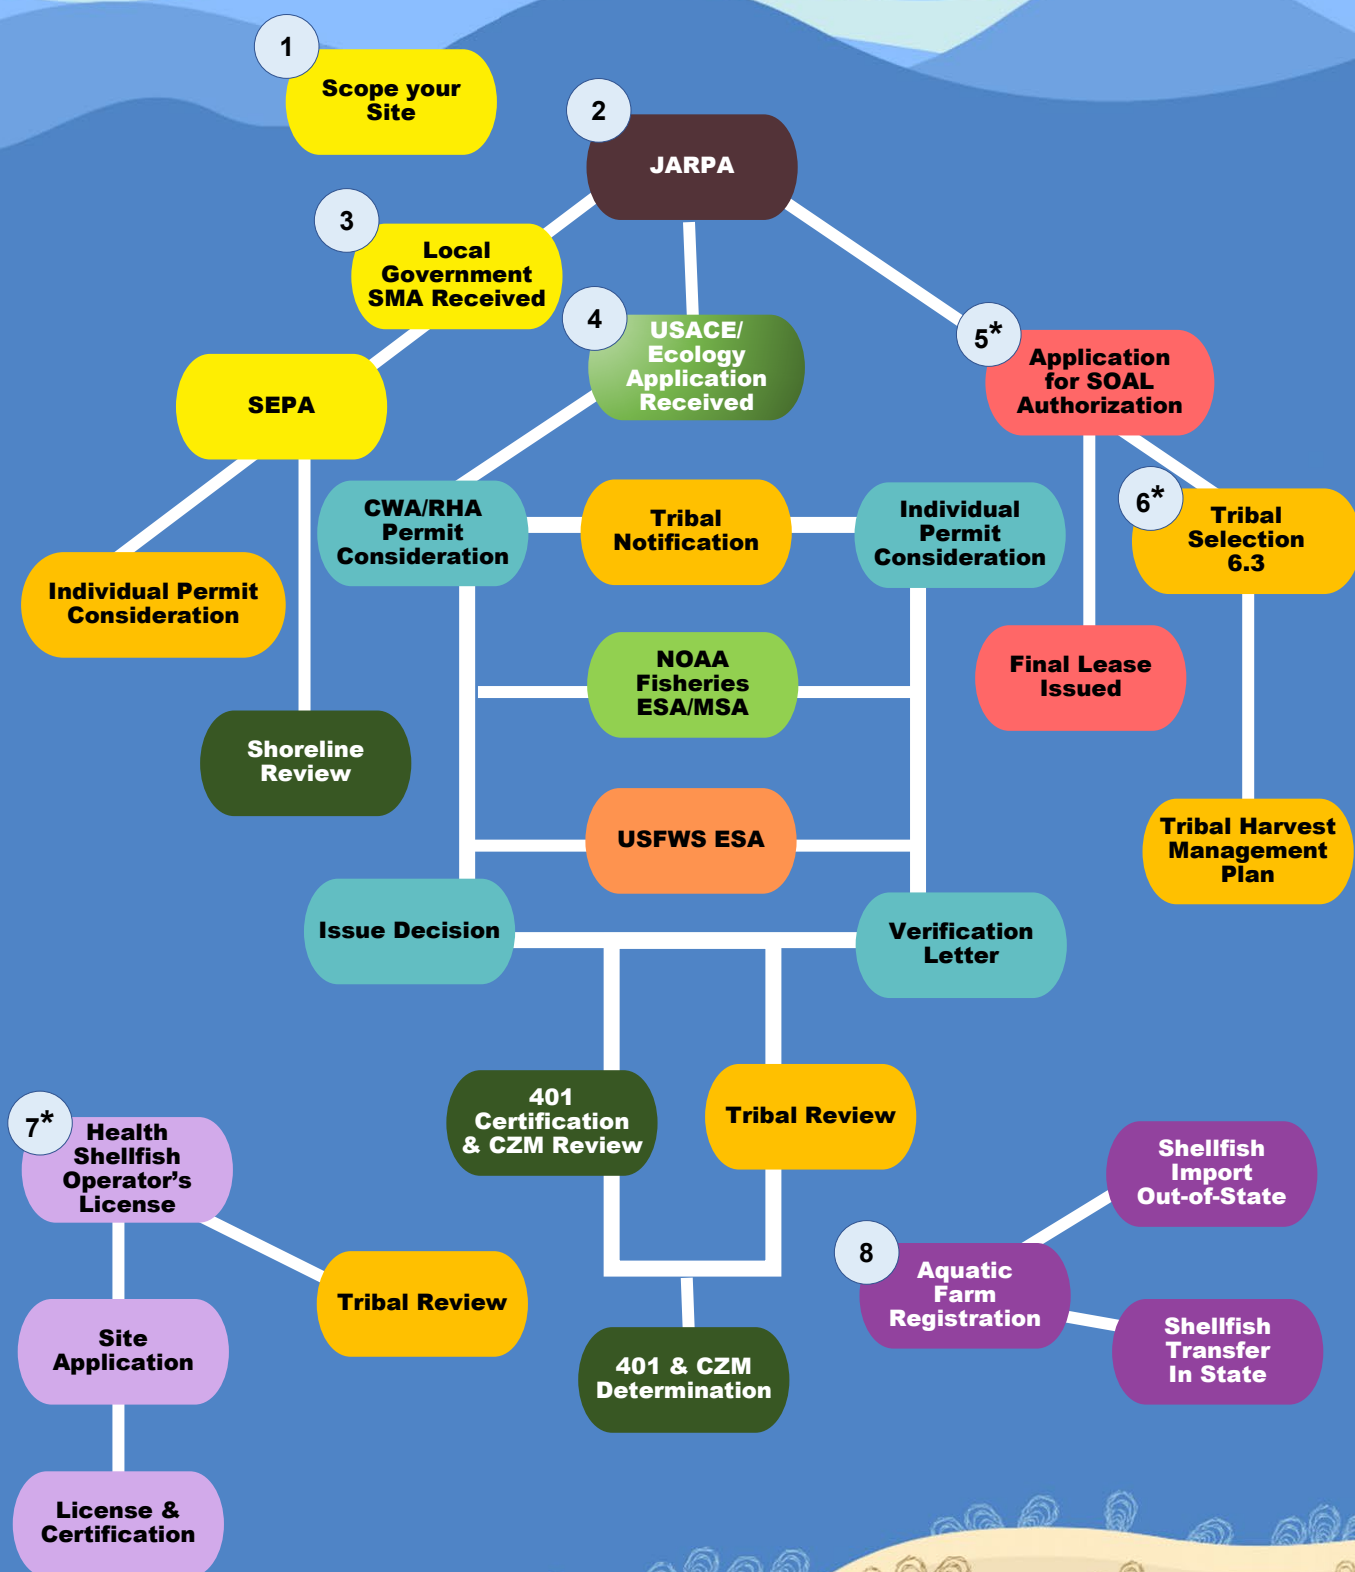 1
Scope your
Site
2
JARPA
3
Local
Government
SMA Received
4
USACE/
Ecology
Application
Received
5*
Application
for SOAL
Authorization
SEPA
CWA/RHA
Permit
Consideration
Tribal
Notification
Individual
Permit
Consideration
6*
Tribal
Selection
6.3
Individual Permit
Consideration
NOAA
Fisheries
ESA/MSA
Final Lease
Issued
Shoreline
Review
USFWS ESA
Tribal Harvest
Management
Plan
Issue Decision
Verification
Letter
401
Certification
& CZM Review
Tribal Review
7*
Health
Shellfish
Operator’s
License
Shellfish
Import
Out-of-State
8
Aquatic
Farm
Registration
Tribal Review
Site
Application
Shellfish
Transfer
In State
401 & CZM
Determination
License &
Certification